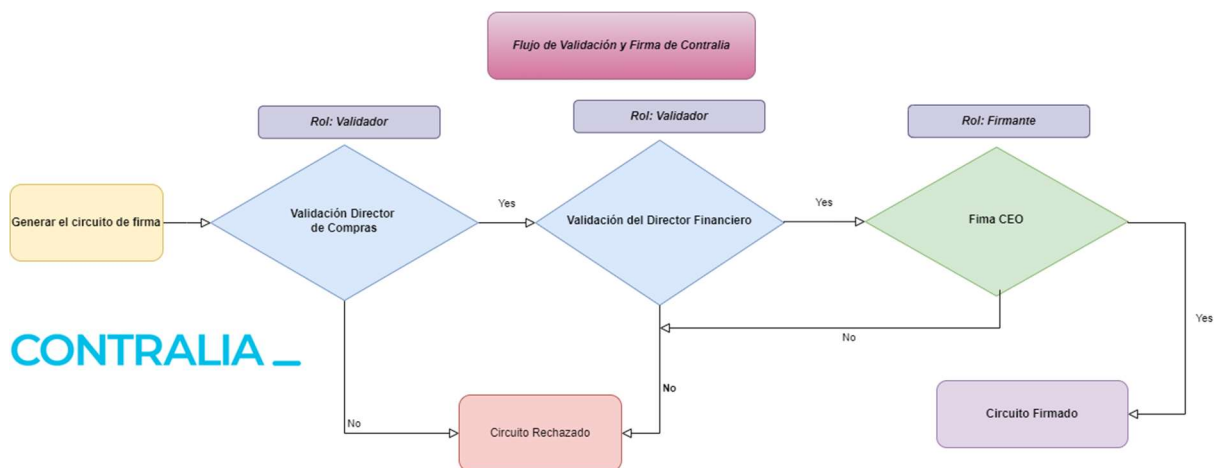 Flujo de Validación y Firma de Contralia
Rol: Validador
Rol: Validador
Rol: Firmante
Generar el circuito de firma
Validación Director
de Compras
Yes
Validación del Director Financiero
Yes
Fima CEO
Yes
No
CONTRALIA_
No
No
Circuito Rechazado
Circuito Firmado